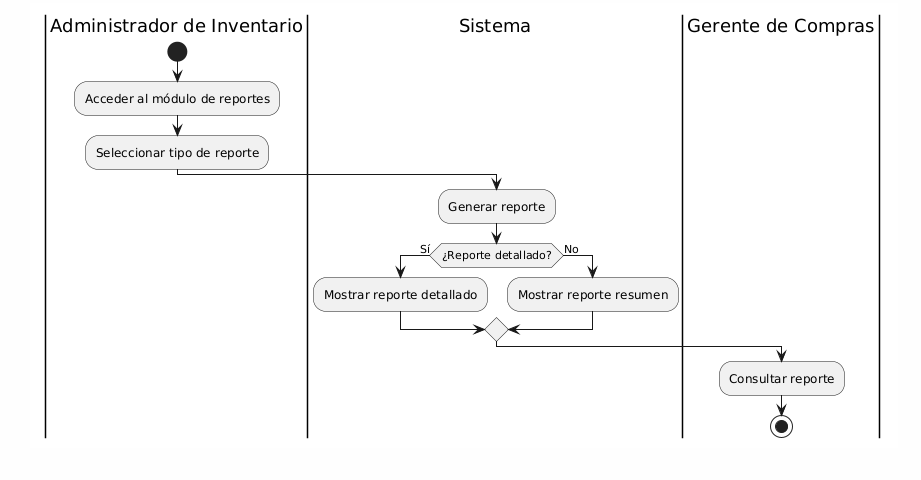 Administrador de Inventario
Sistema
Gerente de Compras
Acceder al módulo de reportes
Seleccionar tipo de reporte
Generar reporte
Sí
¿Reporte detallado?
No
Mostrar reporte detallado
Mostrar reporte resumen
Consultar reporte